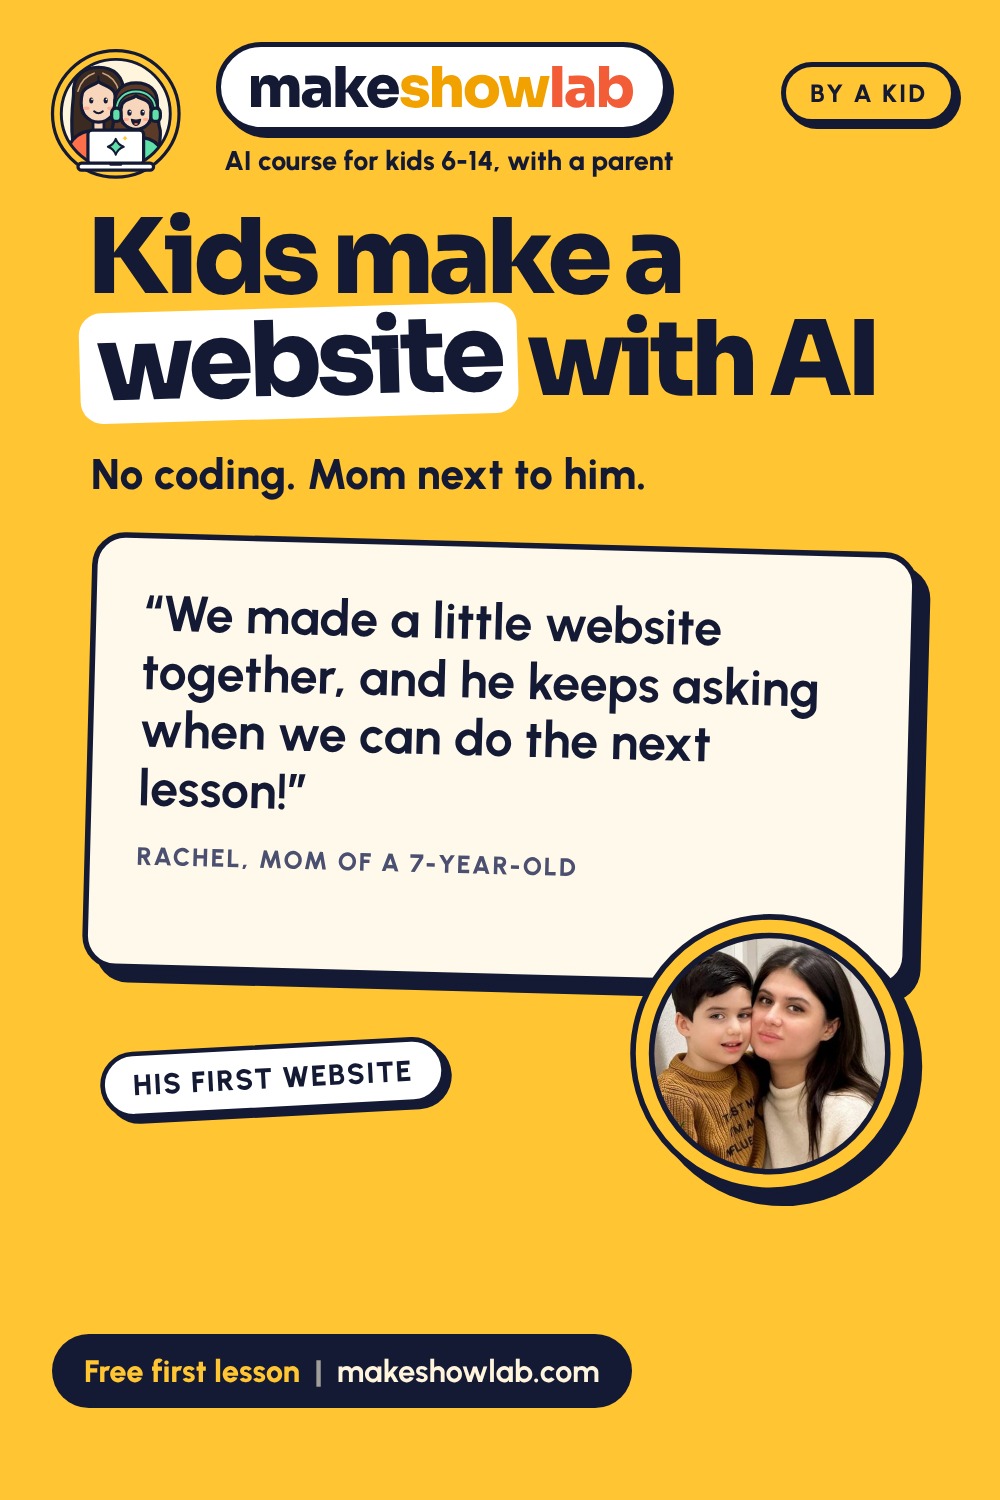 makeshowlab
BY A KID
AI course for kids 6-14, with a parent
Kids make a
website with AI
No coding. Mom next to him.
“We made a little website
together, and he keeps asking
when we can do the next
lesson!”
RACHEL, MOM OF A 7-YEAR-OLD
HIS FIRST WEBSITE
Free first lesson | makeshowlab.com